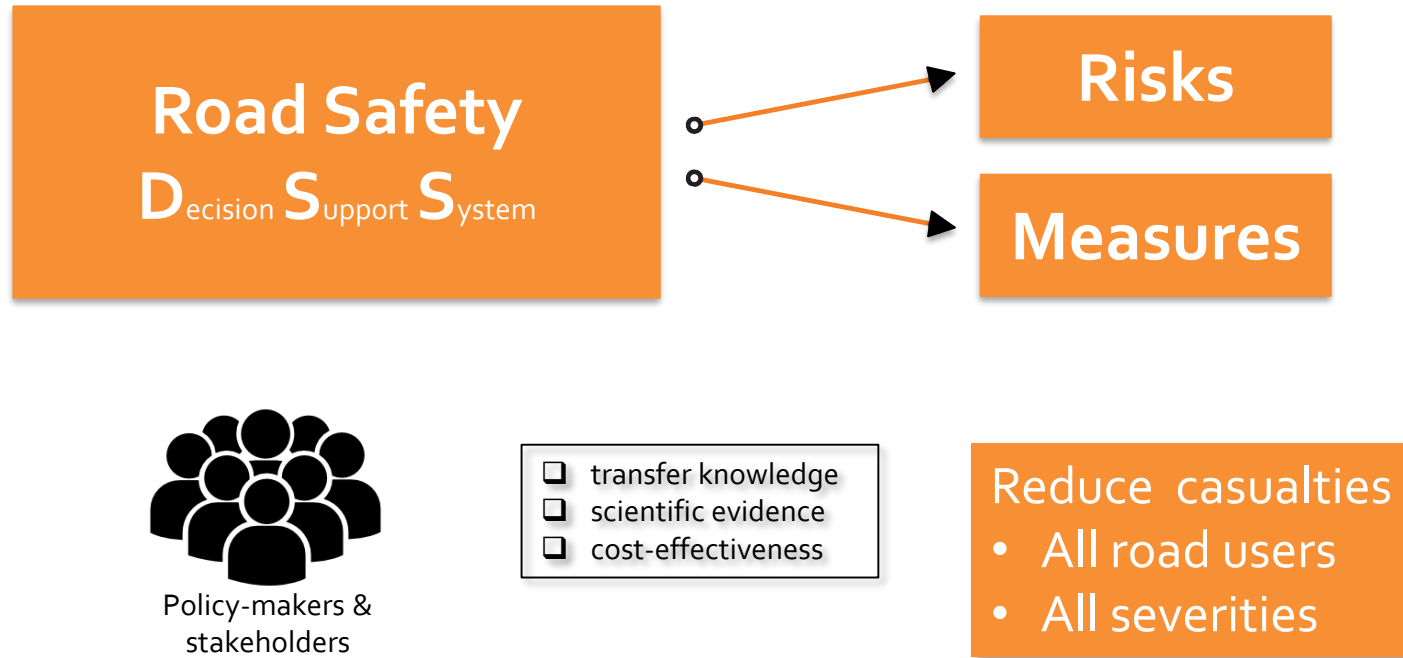 Road Safety
Decision Support System
Risks
Measures
Policy-makers &
stakeholders
❑ transfer knowledge
❑ scientific evidence
❑ cost-effectiveness
Reduce casualties
• All road users
• All severities